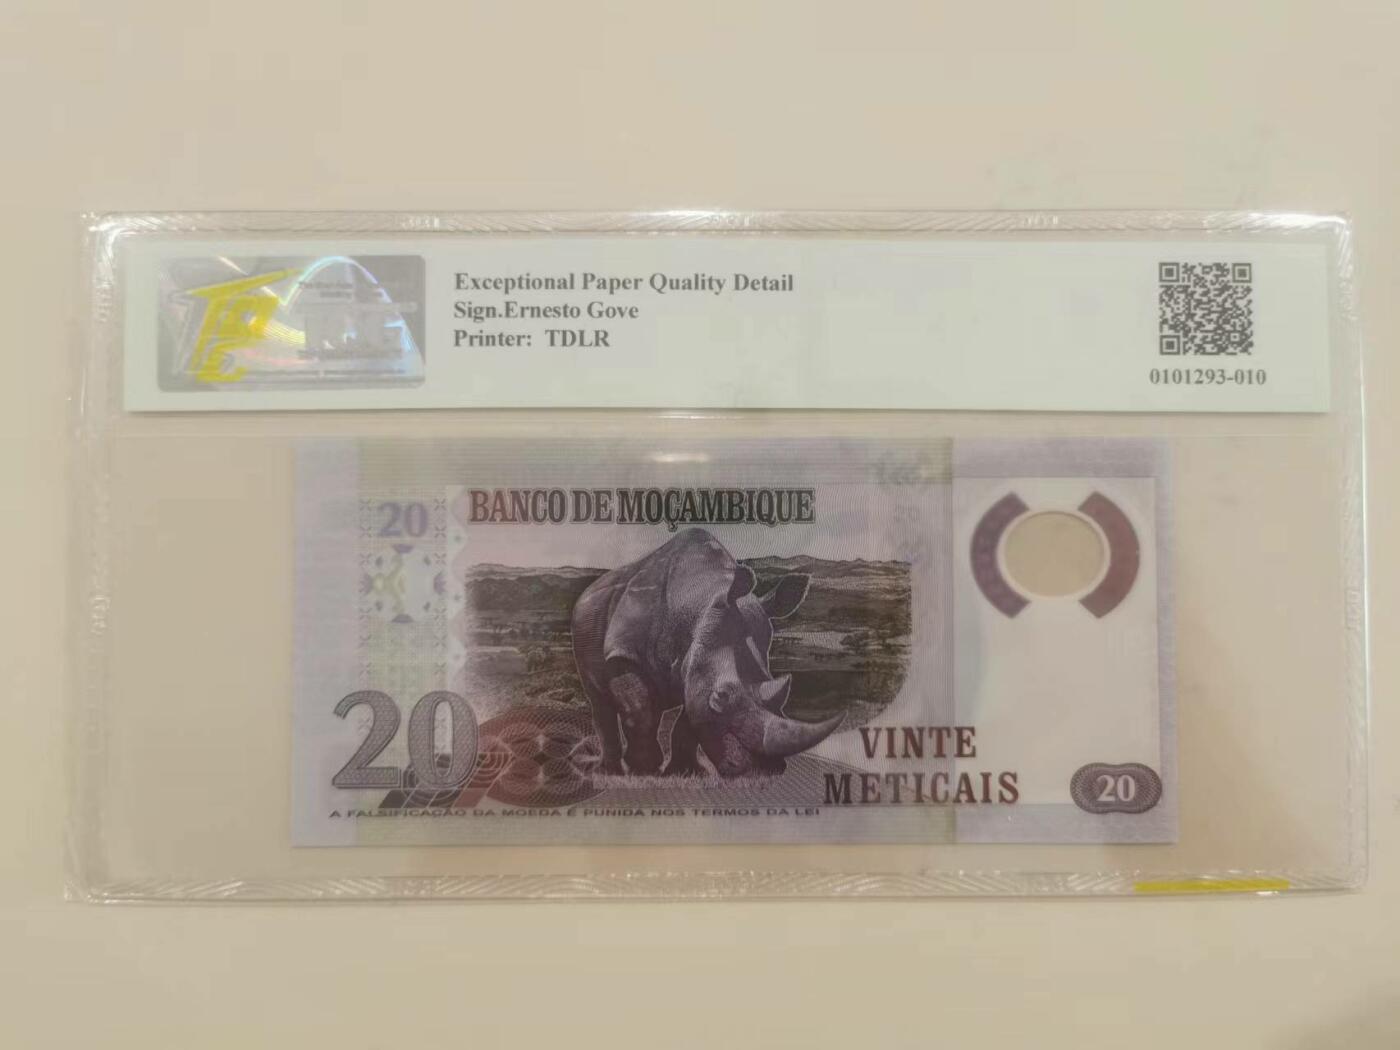 Exceptional Paper Quality Detail
Sign.Ernesto Gove
Printer: TDLR
0101293-010
BANCO DE MOÇAMBIQUE
20
20
VINTE
METICAIS
20
A FALSIFICAÇÃO DA MOEDA É PUNIDA NOS TERMOS DA LEI